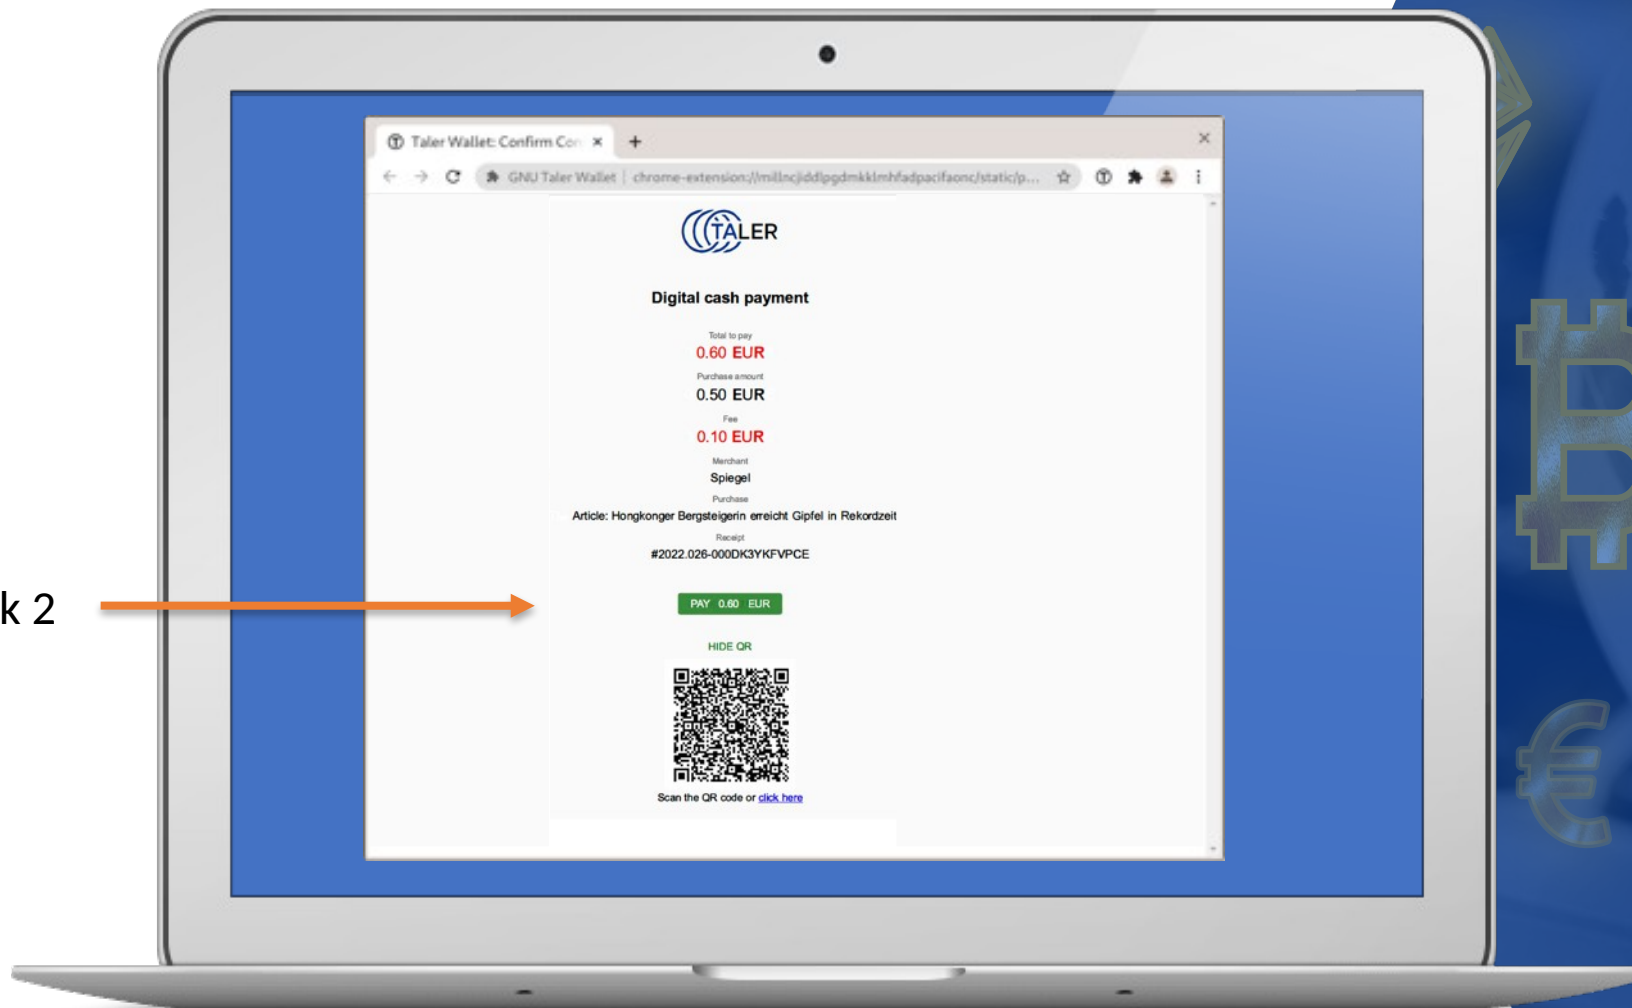 Taler Wallet: Confirm Con
GNU Taler Wallet | chrome-extension://millncjiddlpgdmkklmhfadpacifaonc/static/p...
TALER
Digital cash payment
Total to pay
0.60 EUR
Purchase amount
0.50 EUR
Fee
0.10 EUR
Merchant
Spiegel
Purchase
Article: Hongkonger Bergsteigerin erreicht Gipfel in Rekordzeit
Receipt
#2022.026-000DK3YKFVPCE
k 2
PAY 0.60 EUR
HIDE QR
Scan the QR code or click here